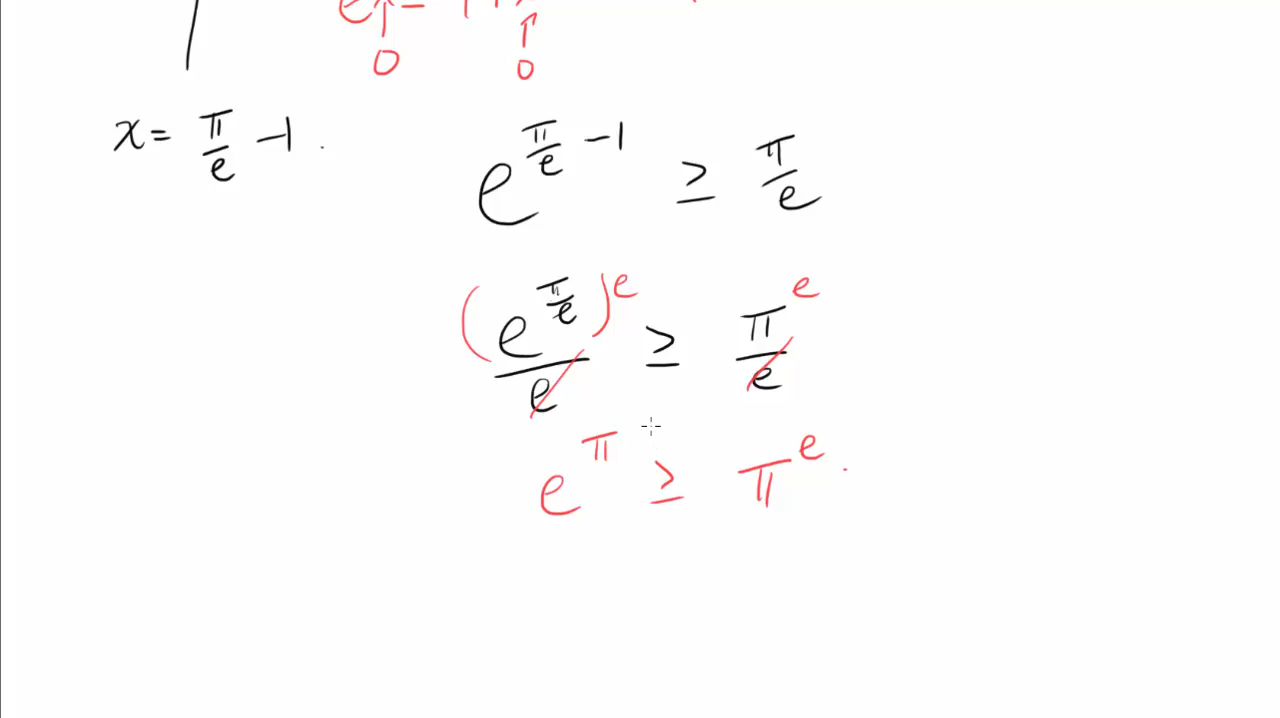 0 0
x = π/e - 1 .
e^(π/e - 1) ≥ π/e
(e^(π/e))^e / e ≥ π^e / e
e^π ≥ π^e .